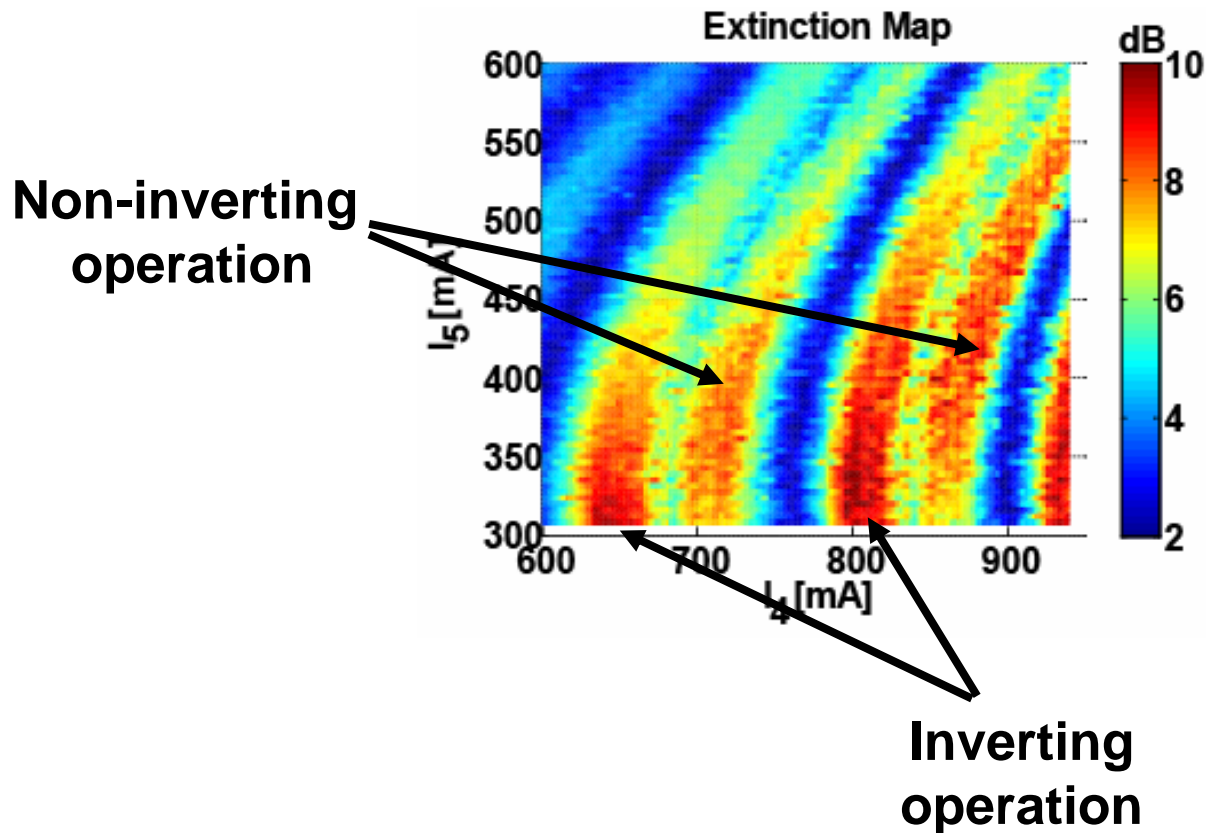 Extinction Map
dB
600
550
500
450
400
350
300
I5 [mA]
600
700
800
900
I4 [mA]
10
8
6
4
2
Non-inverting
operation
Inverting
operation